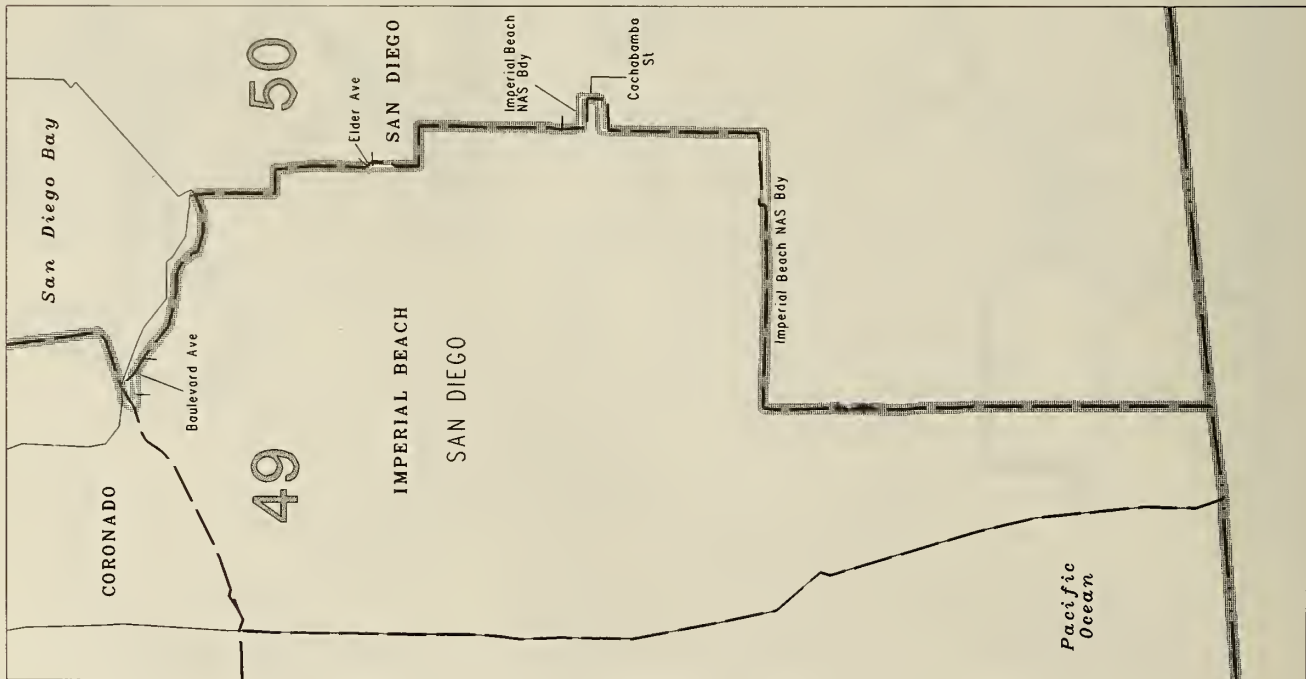 San Diego Bay
CORONADO
49
50
Boulevard Ave
Elder Ave
SAN DIEGO
IMPERIAL BEACH
SAN DIEGO
Imperial Beach
NAS Bdy
Cachabamba
St
Imperial Beach NAS Bdy
Pacific
Ocean